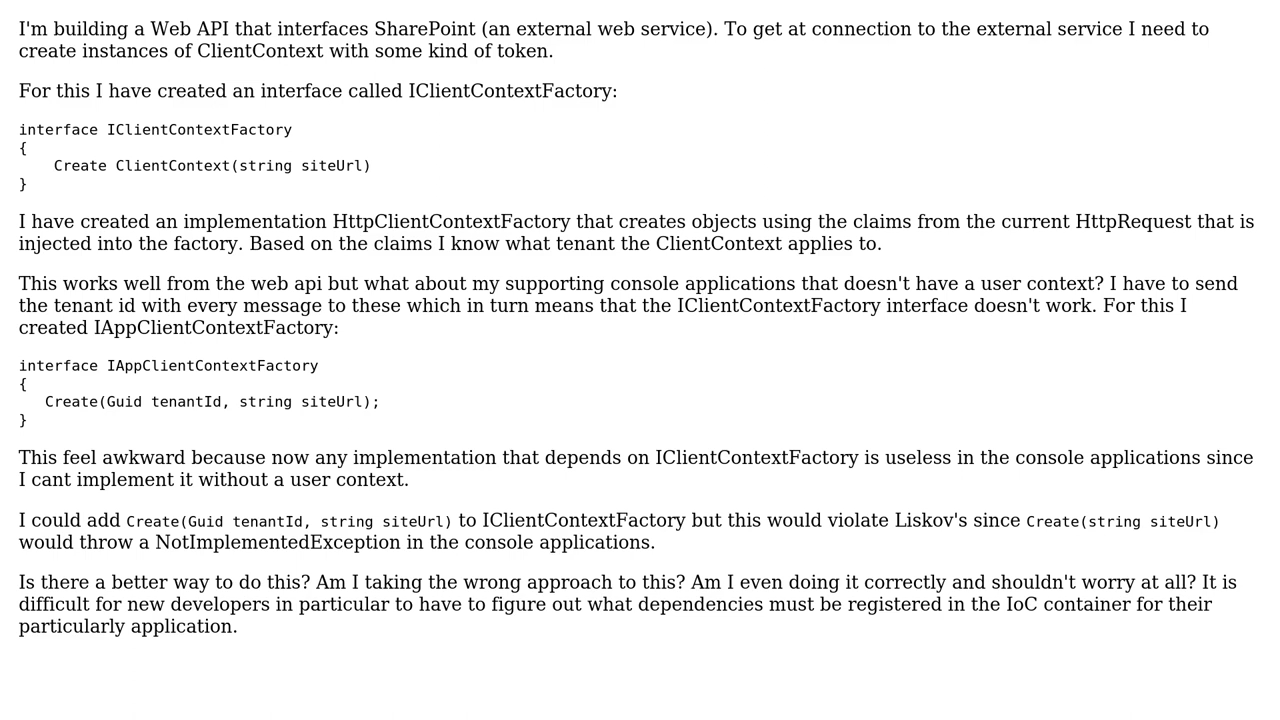 I'm building a Web API that interfaces SharePoint (an external web service). To get at connection to the external service I need to
create instances of ClientContext with some kind of token.
For this I have created an interface called IClientContextFactory:
interface IClientContextFactory
{
    Create ClientContext(string siteUrl)
}
I have created an implementation HttpClientContextFactory that creates objects using the claims from the current HttpRequest that is
injected into the factory. Based on the claims I know what tenant the ClientContext applies to.
This works well from the web api but what about my supporting console applications that doesn't have a user context? I have to send
the tenant id with every message to these which in turn means that the IClientContextFactory interface doesn't work. For this I
created IAppClientContextFactory:
interface IAppClientContextFactory
{
   Create(Guid tenantId, string siteUrl);
}
This feel awkward because now any implementation that depends on IClientContextFactory is useless in the console applications since
I cant implement it without a user context.
I could add Create(Guid tenantId, string siteUrl) to IClientContextFactory but this would violate Liskov's since Create(string siteUrl)
would throw a NotImplementedException in the console applications.
Is there a better way to do this? Am I taking the wrong approach to this? Am I even doing it correctly and shouldn't worry at all? It is
difficult for new developers in particular to have to figure out what dependencies must be registered in the IoC container for their
particularly application.